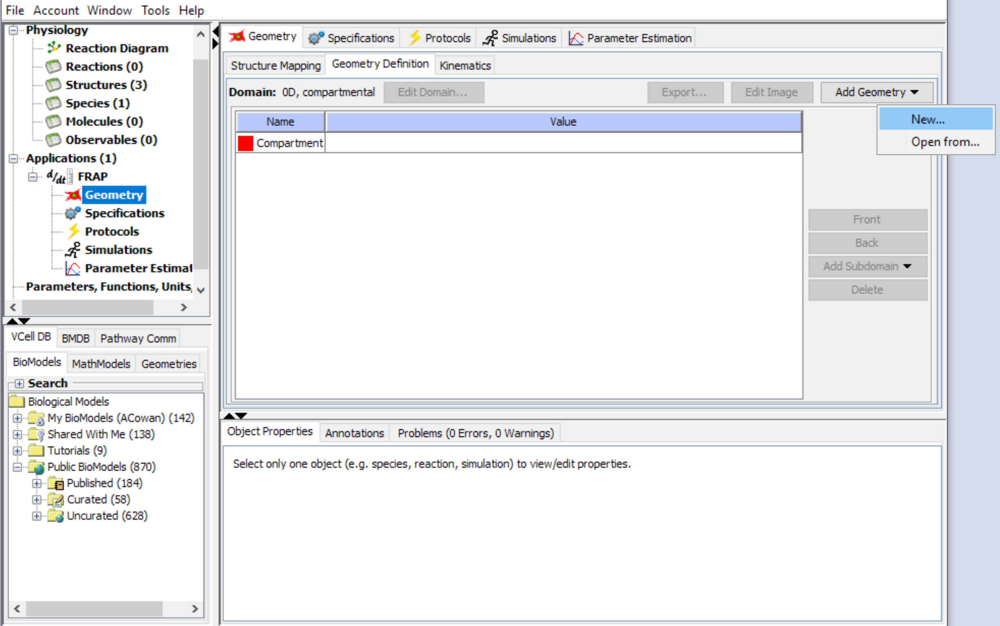 File Account Window Tools Help
Physiology
Reaction Diagram
Reactions (0)
Structures (3)
Species (1)
Molecules (0)
Observables (0)
Applications (1)
d/dt FRAP
Geometry
Specifications
Protocols
Simulations
Parameter Estimat
Parameters, Functions, Units,
VCell DB BMDB Pathway Comm
BioModels MathModels Geometries
Search
Biological Models
My BioModels (ACowan) (142)
Shared With Me (138)
Tutorials (9)
Public BioModels (870)
Published (184)
Curated (58)
Uncurated (628)
Geometry Specifications Protocols Simulations Parameter Estimation
Structure Mapping Geometry Definition Kinematics
Domain: 0D, compartmental Edit Domain... Export... Edit Image Add Geometry
New...
Open from...
Name Value
Compartment
Front
Back
Add Subdomain
Delete
Object Properties Annotations Problems (0 Errors, 0 Warnings)
Select only one object (e.g. species, reaction, simulation) to view/edit properties.